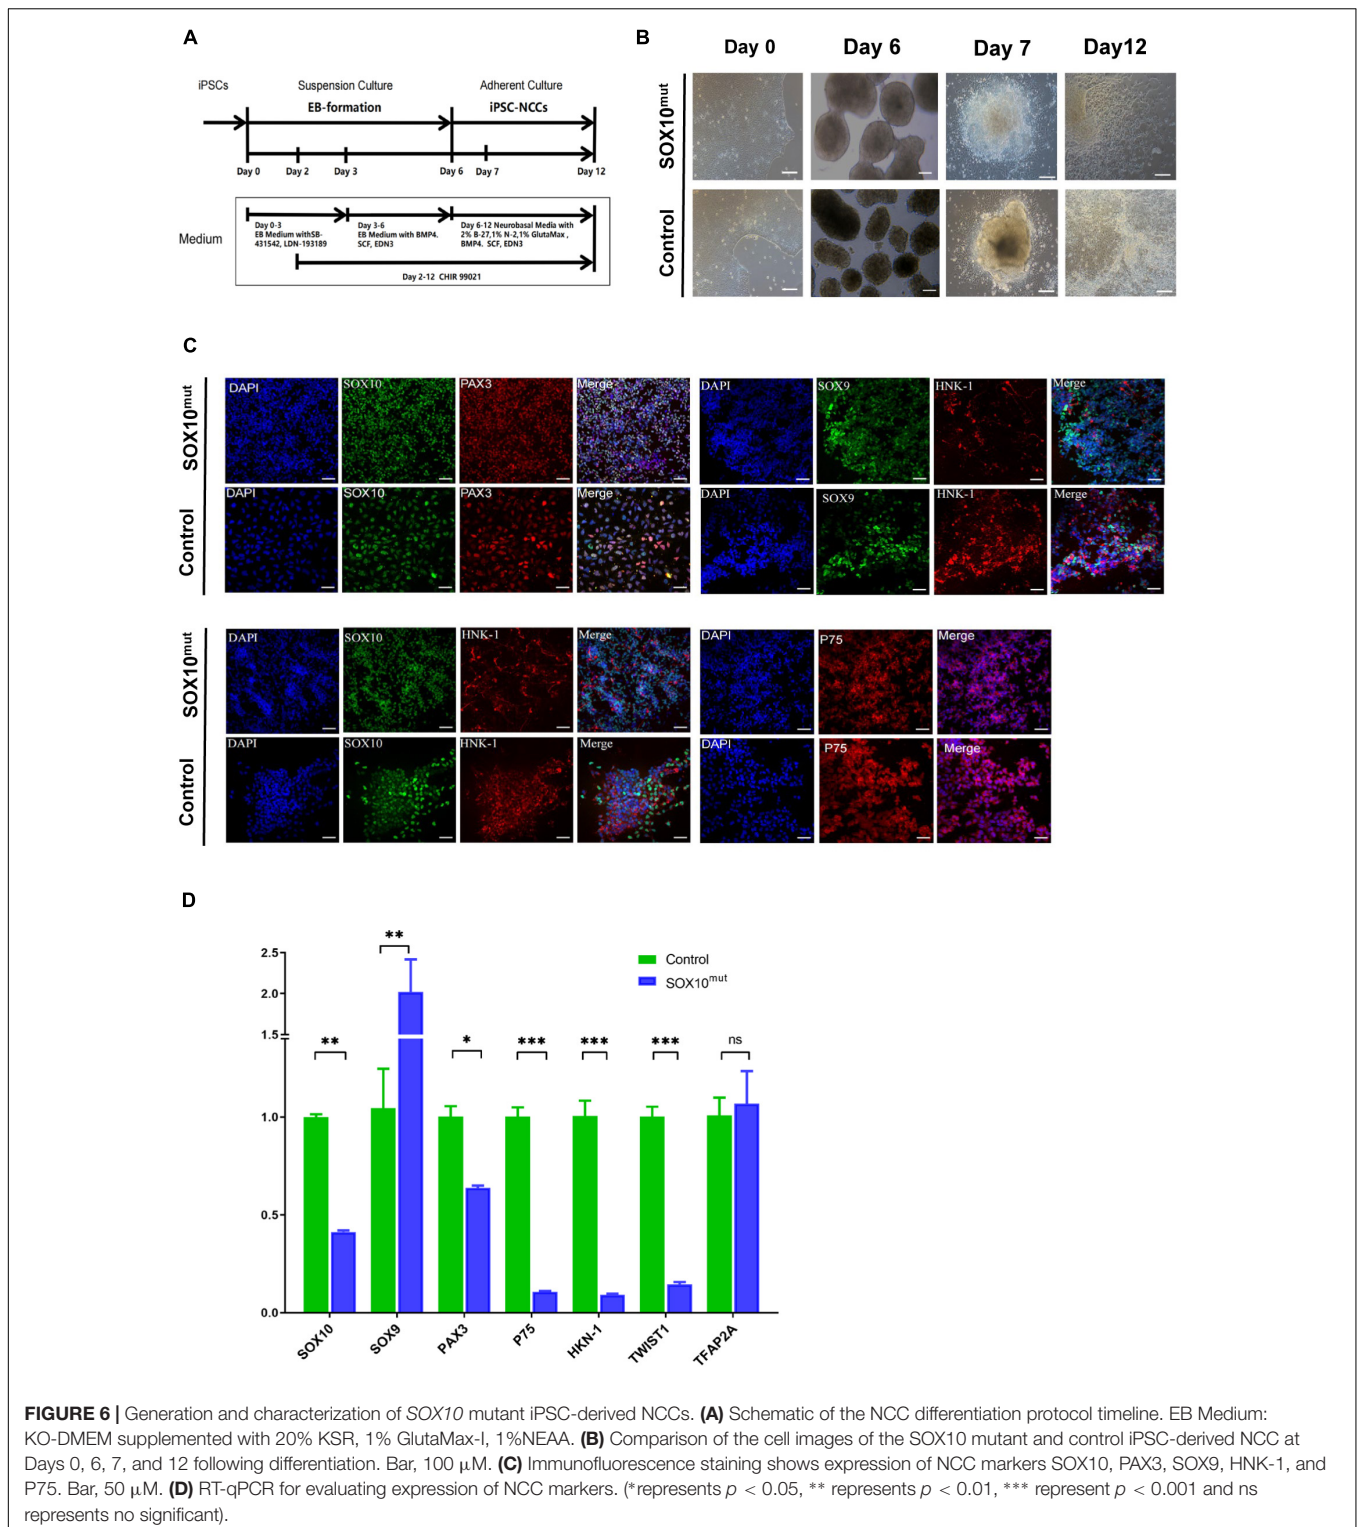 A
iPSCs
Suspension Culture
Adherent Culture
EB-formation
iPSC-NCCs
Day 0
Day 2
Day 3
Day 6
Day 7
Day 12
Medium
Day 0-3
EB Medium withSB-
431542, LDN-193189
Day 3-6
EB Medium with BMP4.
SCF, EDN3
Day 6-12 Neurobasal Media with
2% B-27,1% N-2,1% GlutaMax ,
BMP4. SCF, EDN3
Day 2-12 CHIR 99021
B
Day 0
Day 6
Day 7
Day12
SOX10mut
Control
C
SOX10mut
DAPI
SOX10
PAX3
Merge
DAPI
SOX9
HNK-1
Merge
Control
DAPI
SOX10
PAX3
Merge
DAPI
SOX9
HNK-1
Merge
SOX10mut
DAPI
SOX10
HNK-1
Merge
DAPI
P75
Merge
Control
DAPI
SOX10
HNK-1
Merge
DAPI
P75
Merge
D
2.5
2.0
1.5
1.0
0.5
0.0
**
**
*
***
***
***
ns
Control
SOX10mut
SOX10
SOX9
PAX3
P75
HKN-1
TWIST1
TFAP2A
FIGURE 6 | Generation and characterization of SOX10 mutant iPSC-derived NCCs. (A) Schematic of the NCC differentiation protocol timeline. EB Medium:
KO-DMEM supplemented with 20% KSR, 1% GlutaMax-I, 1%NEAA. (B) Comparison of the cell images of the SOX10 mutant and control iPSC-derived NCC at
Days 0, 6, 7, and 12 following differentiation. Bar, 100 μM. (C) Immunofluorescence staining shows expression of NCC markers SOX10, PAX3, SOX9, HNK-1, and
P75. Bar, 50 μM. (D) RT-qPCR for evaluating expression of NCC markers. (*represents p < 0.05, ** represents p < 0.01, *** represent p < 0.001 and ns
represents no significant).